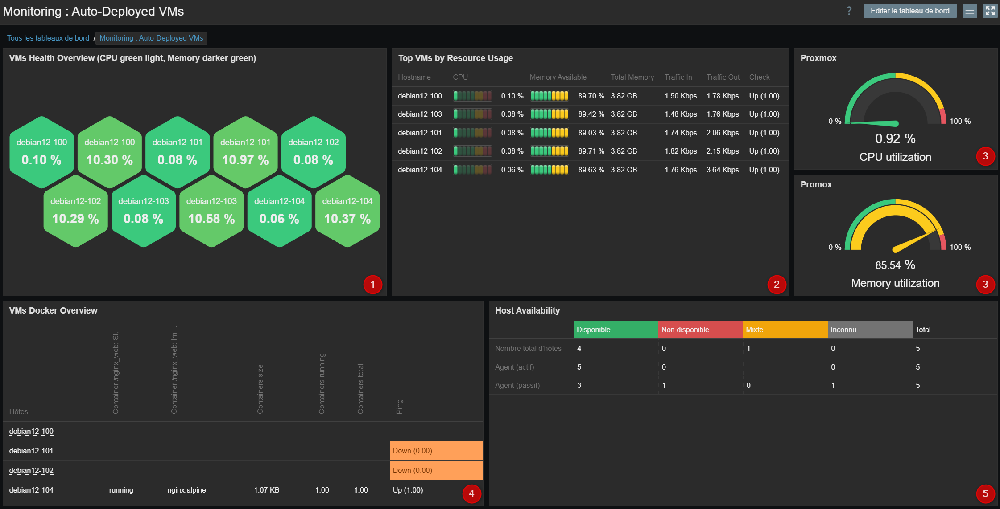 Monitoring : Auto-Deployed VMs
?
Editer le tableau de bord
Tous les tableaux de bord / Monitoring : Auto-Deployed VMs
VMs Health Overview (CPU green light, Memory darker green)
debian12-100
0.10 %
debian12-100
10.30 %
debian12-101
0.08 %
debian12-101
10.97 %
debian12-102
0.08 %
debian12-102
10.29 %
debian12-103
0.08 %
debian12-103
10.58 %
debian12-104
0.06 %
debian12-104
10.37 %
1
Top VMs by Resource Usage
Hostname CPU Memory Available Total Memory Traffic In Traffic Out Check
debian12-100 0.10 % 89.70 % 3.82 GB 1.50 Kbps 1.78 Kbps Up (1.00)
debian12-103 0.08 % 89.42 % 3.82 GB 1.48 Kbps 1.76 Kbps Up (1.00)
debian12-101 0.08 % 89.03 % 3.82 GB 1.74 Kbps 2.06 Kbps Up (1.00)
debian12-102 0.08 % 89.71 % 3.82 GB 1.82 Kbps 2.15 Kbps Up (1.00)
debian12-104 0.06 % 89.63 % 3.82 GB 1.76 Kbps 3.64 Kbps Up (1.00)
2
Proxmox
0 % 100 %
0.92 %
CPU utilization
3
Promox
0 % 100 %
85.54 %
Memory utilization
3
VMs Docker Overview
Hôtes
Container /nginx_web: St...
Container /nginx_web: Im...
Containers size
Containers running
Containers total
Ping
debian12-100
debian12-101 Down (0.00)
debian12-102 Down (0.00)
debian12-104 running nginx:alpine 1.07 KB 1.00 1.00 Up (1.00)
4
Host Availability
Disponible Non disponible Mixte Inconnu Total
Nombre total d'hôtes 4 0 1 0 5
Agent (actif) 5 0 - 0 5
Agent (passif) 3 1 0 1 5
5